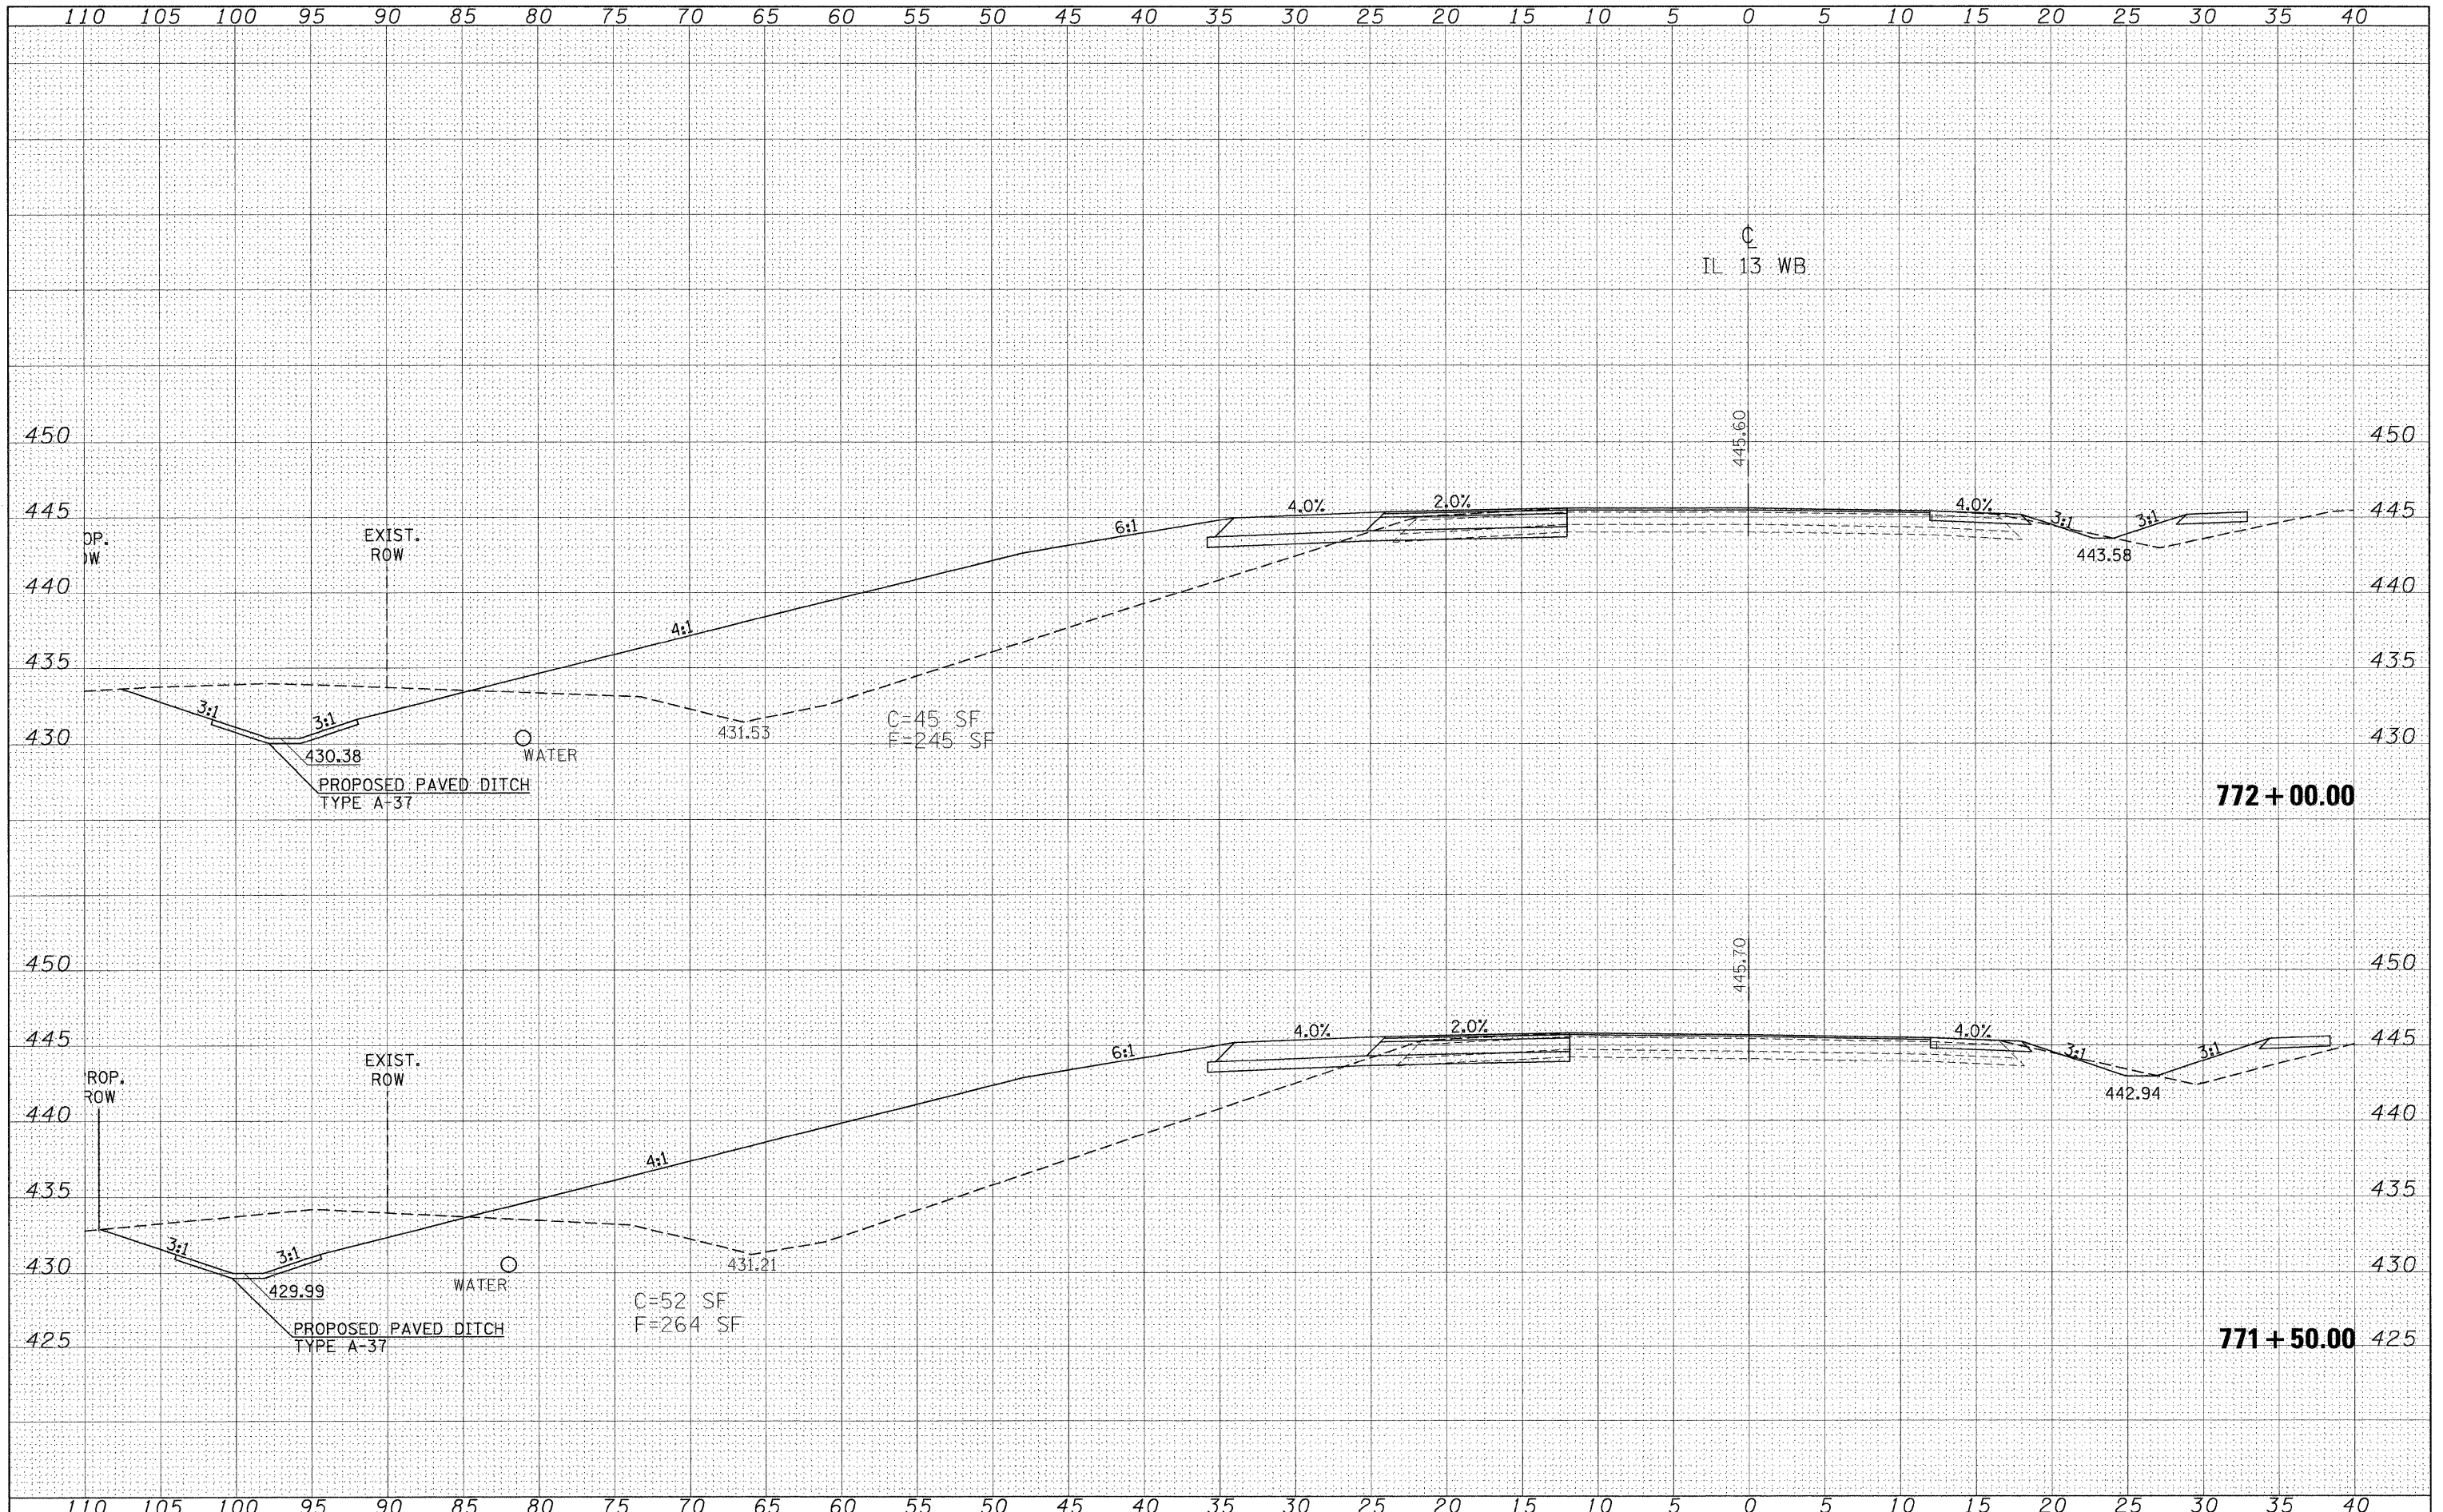 110 105 100 95 90 85 80 75 70 65 60 55 50 45 40 35 30 25 20 15 10 5 0 5 10 15 20 25 30 35 40
℄
IL 13 WB
445.60
450 450
445 4.0% 2.0% 4.0% 445
6:1 3:1 3:1
OP. EXIST.
OW ROW
443.58
440 440
4:1
435 435
3:1 3:1
C=45 SF
431.53
430 F=245 SF 430
430.38 WATER
PROPOSED PAVED DITCH
TYPE A-37
772+00.00
445.70
450 450
445 4.0% 2.0% 4.0% 445
6:1 3:1 3:1
EXIST.
ROP. ROW
ROW
442.94
440 440
4:1
435 435
3:1 3:1
430 431.21 430
429.99 WATER
C=52 SF
F=264 SF
PROPOSED PAVED DITCH
TYPE A-37
425 771+50.00 425
110 105 100 95 90 85 80 75 70 65 60 55 50 45 40 35 30 25 20 15 10 5 0 5 10 15 20 25 30 35 40